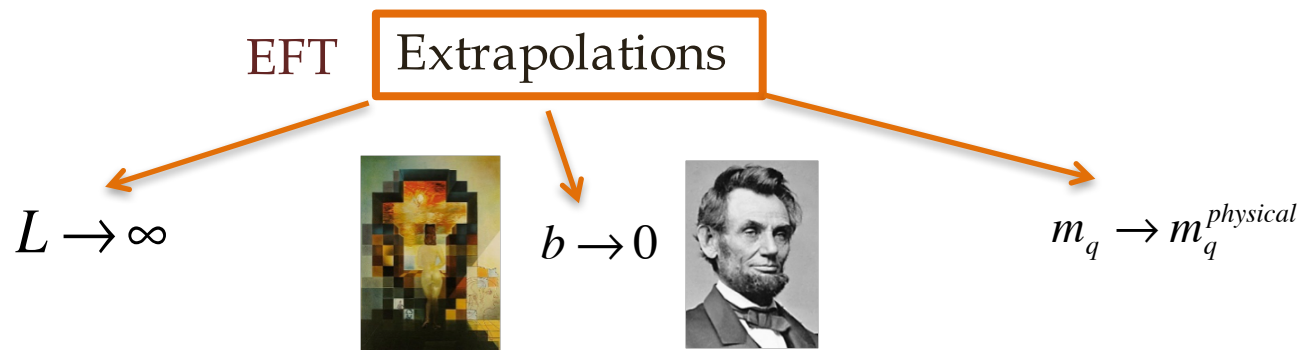 EFT Extrapolations
L → ∞
b → 0
m_q → m_q^{physical}